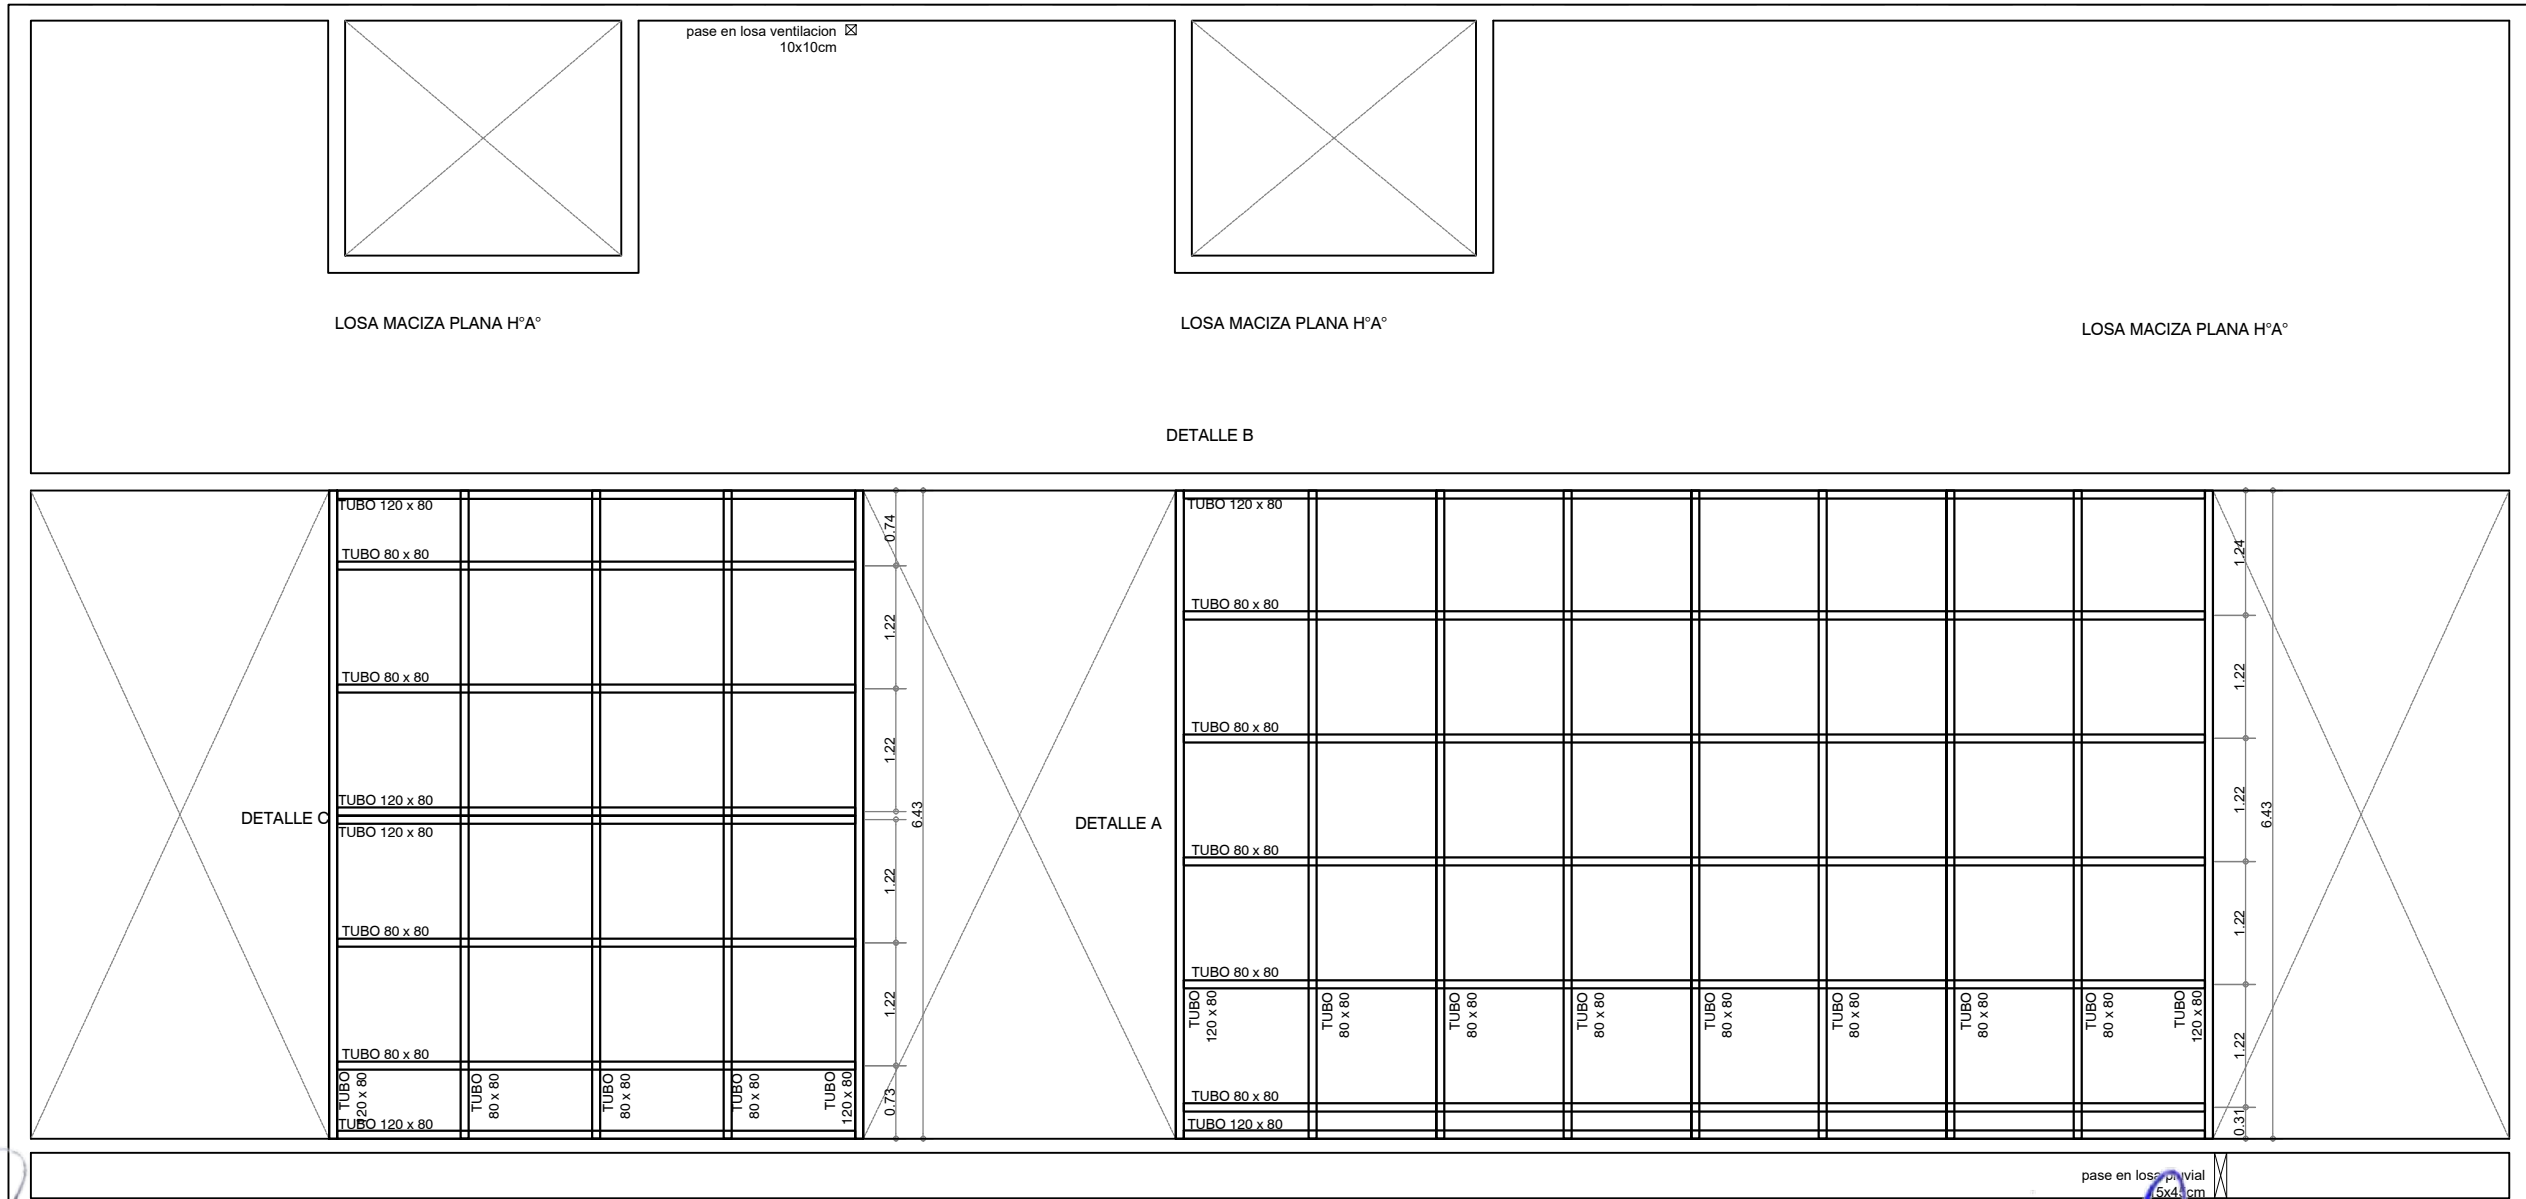 pase en losa ventilacion
10x10cm
LOSA MACIZA PLANA H°A°
LOSA MACIZA PLANA H°A°
LOSA MACIZA PLANA H°A°
DETALLE B
TUBO 120 x 80
TUBO 80 x 80
TUBO 80 x 80
TUBO 120 x 80
TUBO 120 x 80
TUBO 80 x 80
TUBO 80 x 80
TUBO 120 x 80
DETALLE C
TUBO
120 x 80
TUBO
80 x 80
TUBO
80 x 80
TUBO
80 x 80
TUBO
120 x 80
0.74
1.22
1.22
1.22
1.22
0.73
6.43
DETALLE A
TUBO 120 x 80
TUBO 80 x 80
TUBO 80 x 80
TUBO 80 x 80
TUBO 80 x 80
TUBO 80 x 80
TUBO 120 x 80
TUBO
120 x 80
TUBO
80 x 80
TUBO
80 x 80
TUBO
80 x 80
TUBO
80 x 80
TUBO
80 x 80
TUBO
80 x 80
TUBO
80 x 80
TUBO
120 x 80
1.24
1.22
1.22
1.22
1.22
0.31
6.43
pase en losa pluvial